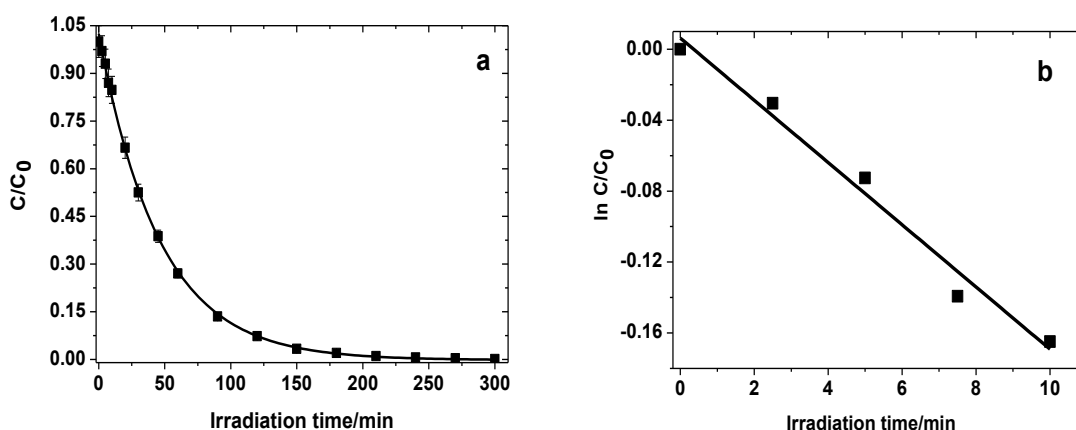 1.05
0.90
0.75
0.60
0.45
0.30
0.15
0.00
C/C0
a
0 50 100 150 200 250 300
Irradiation time/min
0.00
-0.04
-0.08
-0.12
-0.16
ln C/C0
b
0 2 4 6 8 10
Irradiation time/min